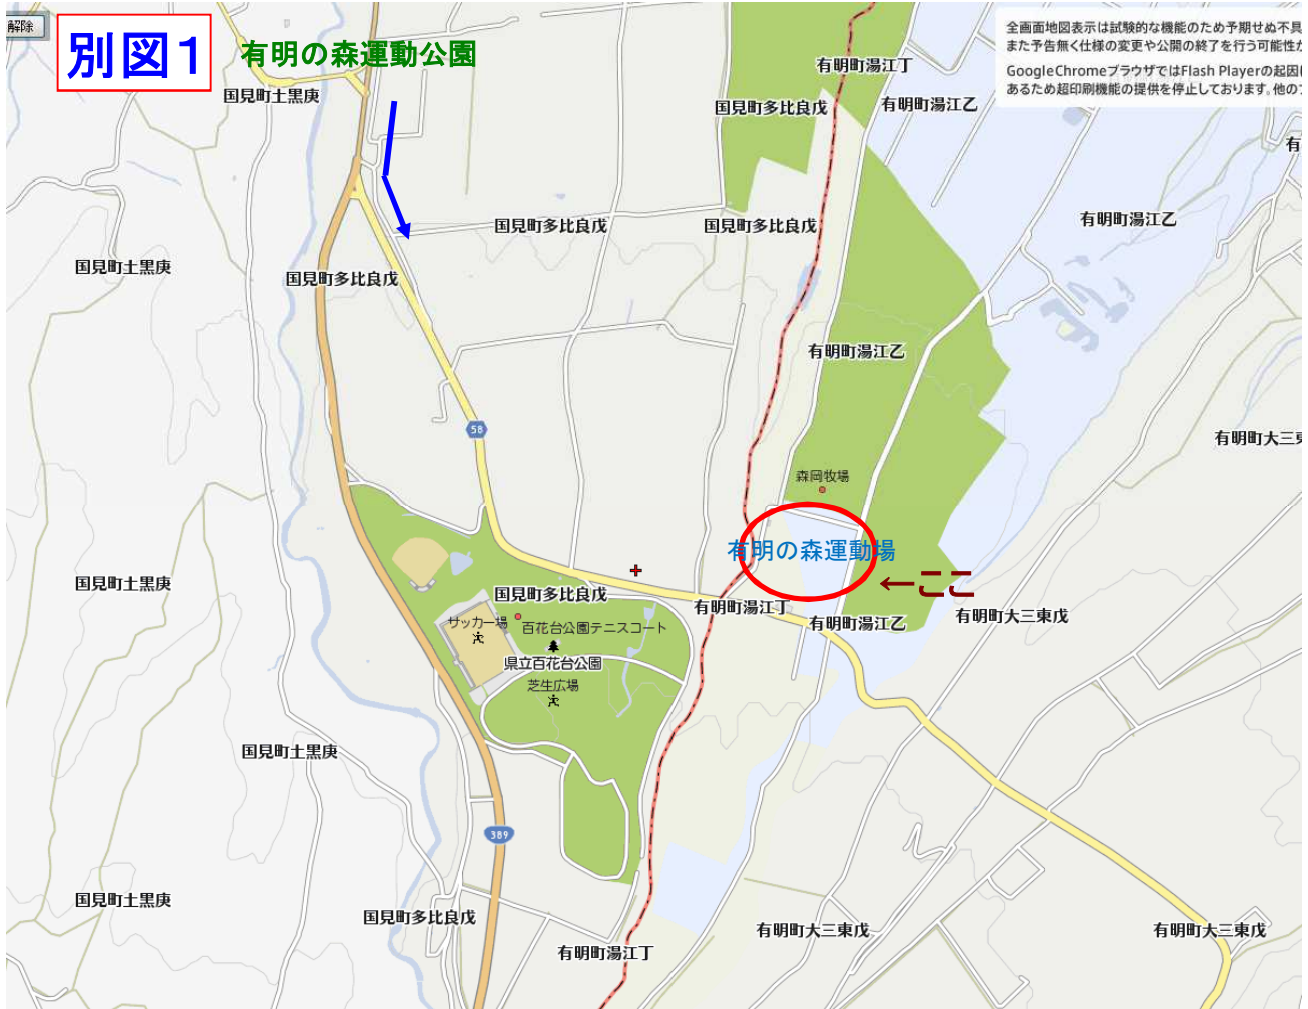 解除
別図1
有明の森運動公園
全画面地図表示は試験的な機能のため予期せぬ不具
また予告無く仕様の変更や公開の終了を行う可能性か
GoogleChromeブラウザではFlash Playerの起因に
あるため超印刷機能の提供を停止しております。他の
国見町土黒庚
有明町湯江丁
国見町多比良戊
有明町湯江乙
有
国見町多比良戊
国見町多比良戊
有明町湯江乙
国見町土黒庚
国見町多比良戊
有明町湯江乙
58
有明町大三東
森岡牧場
有明の森運動場
←ここ
国見町土黒庚
国見町多比良戊
有明町湯江丁
有明町湯江乙
有明町大三東戊
サッカー場
百花台公園テニスコート
県立百花台公園
芝生広場
国見町土黒庚
389
国見町土黒庚
国見町多比良戊
有明町湯江丁
有明町大三東戊
有明町大三東戊